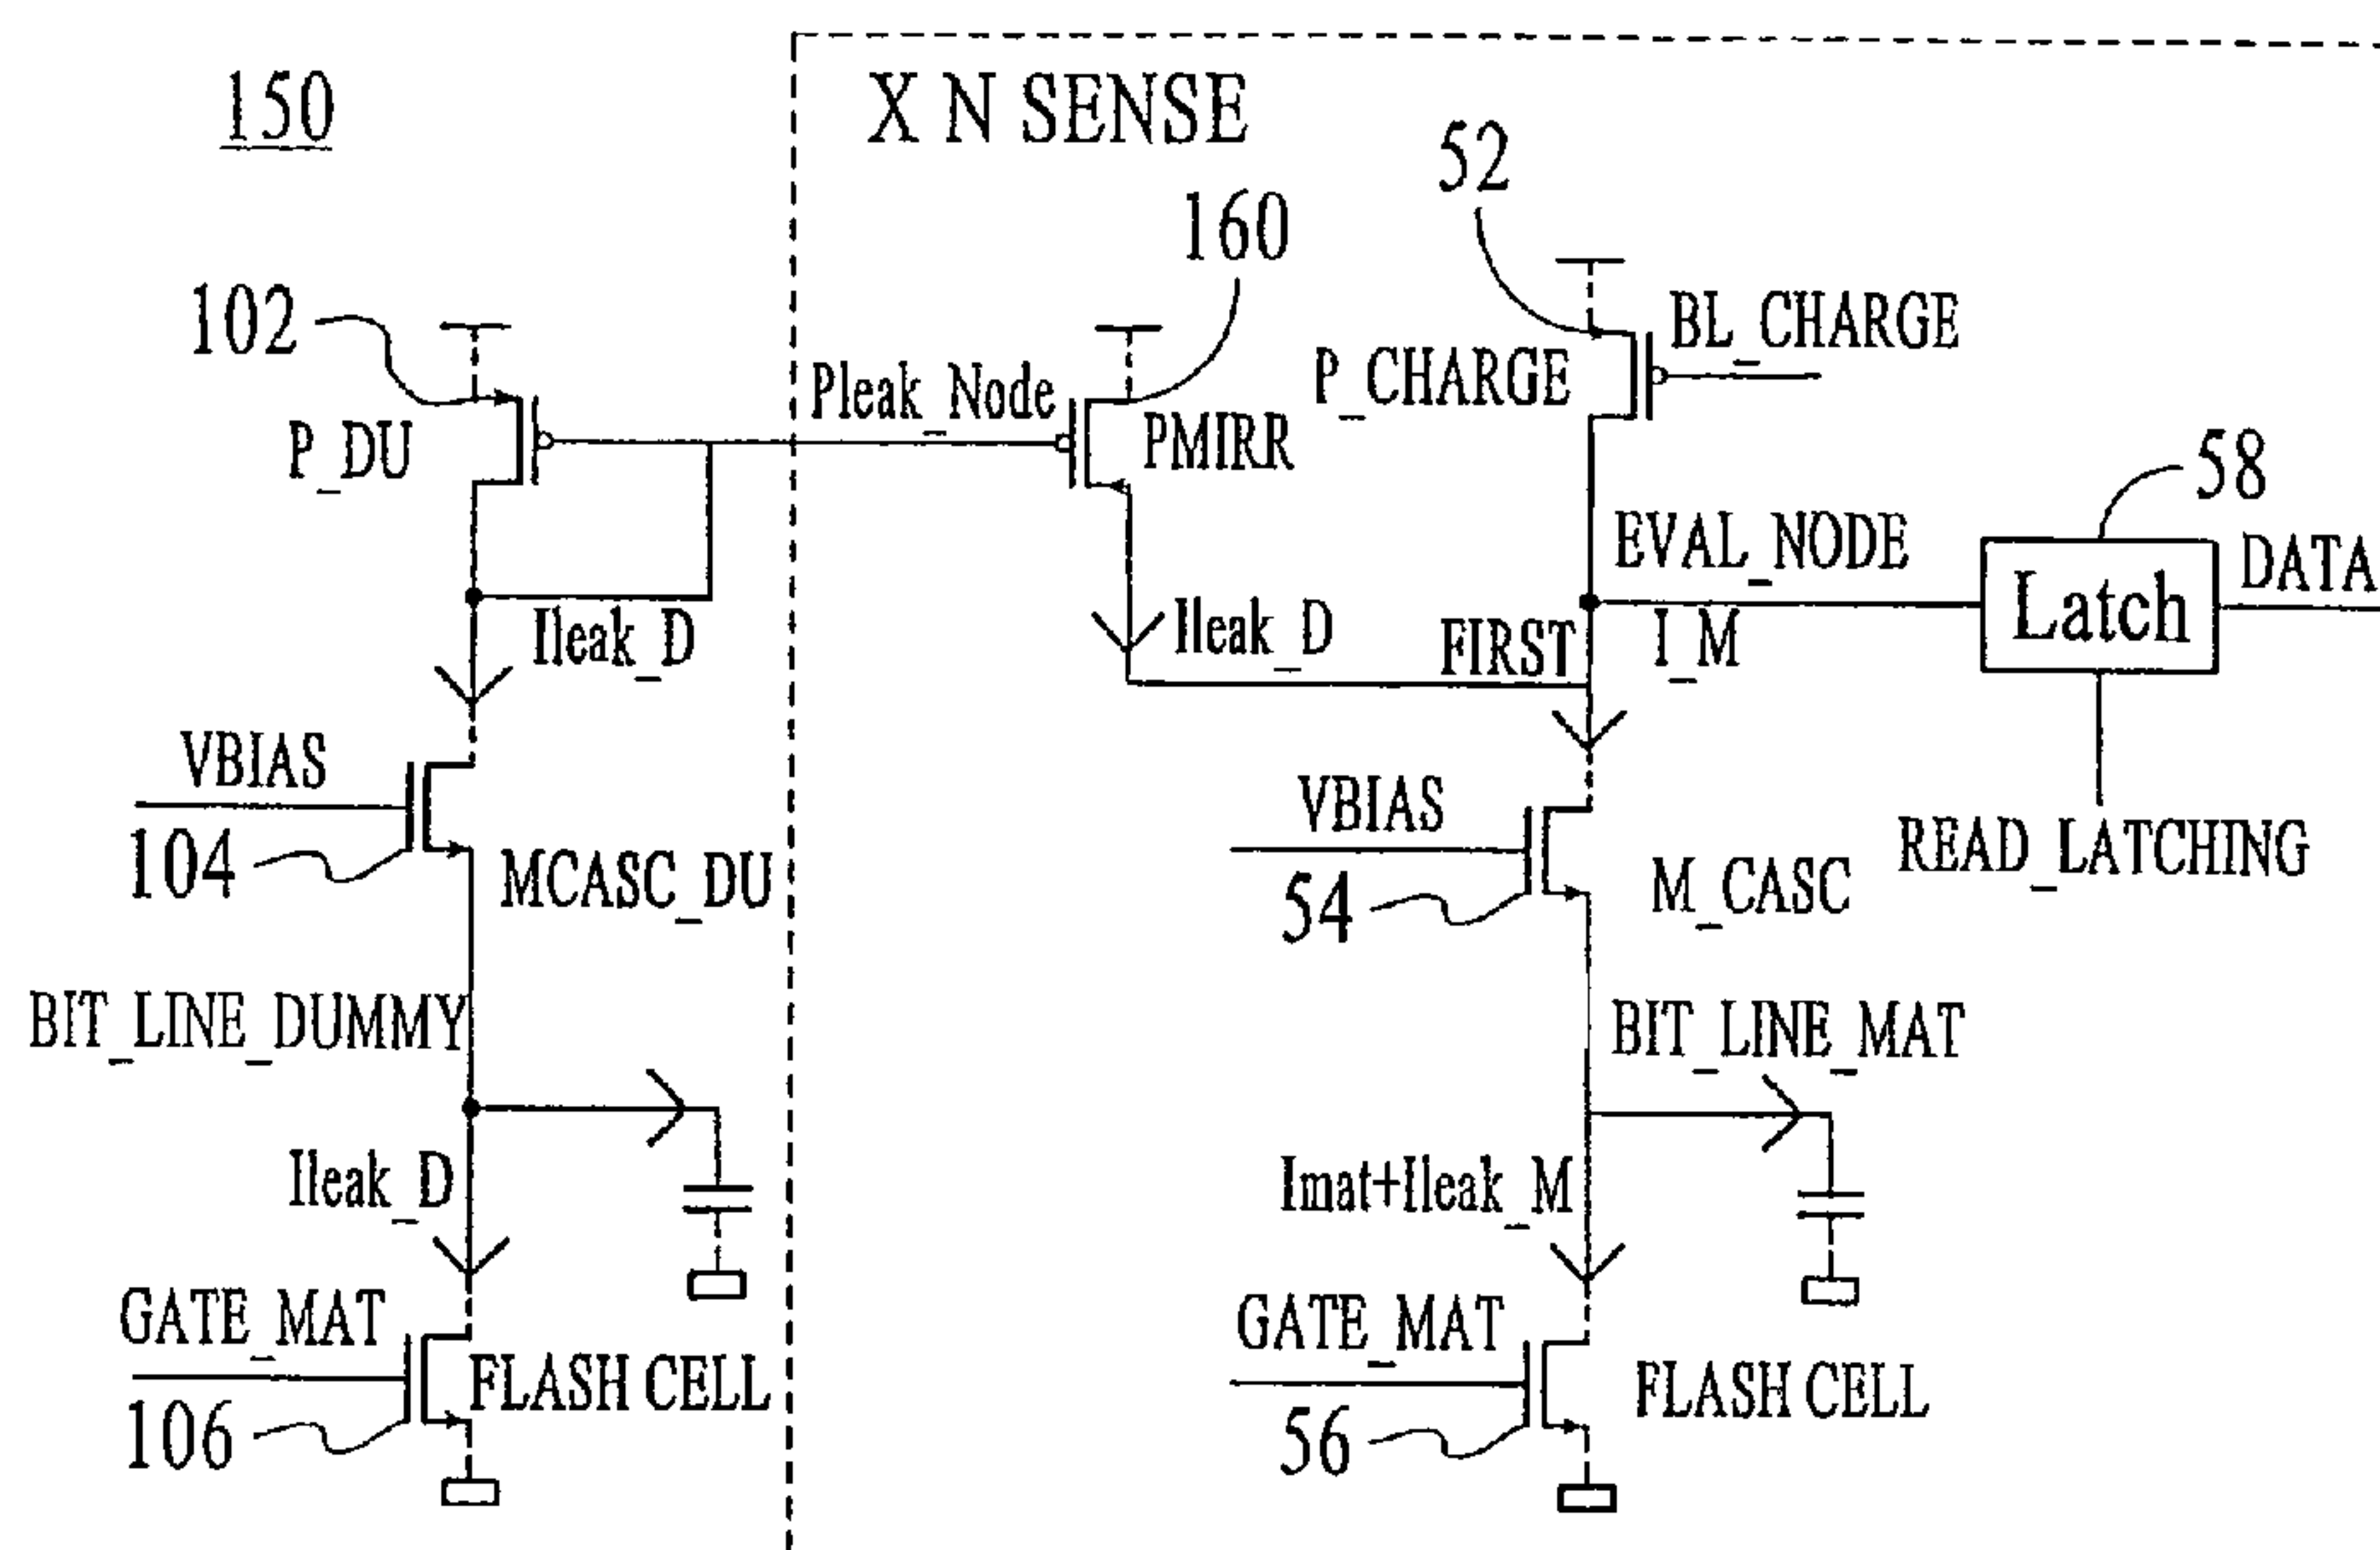 150
X N SENSE
52
160
102
BL_CHARGE
P_CHARGE
Pleak_Node
P_DU
PMIRR
58
EVAL_NODE
DATA
Latch
Ileak_D
Ileak_D
FIRST
I_M
VBIAS
VBIAS
READ_LATCHING
104
MCASC_DU
54
M_CASC
BIT_LINE_DUMMY
BIT_LINE_MAT
Ileak_D
Imat+Ileak_M
GATE_MAT
GATE_MAT
FLASH CELL
FLASH CELL
106
56